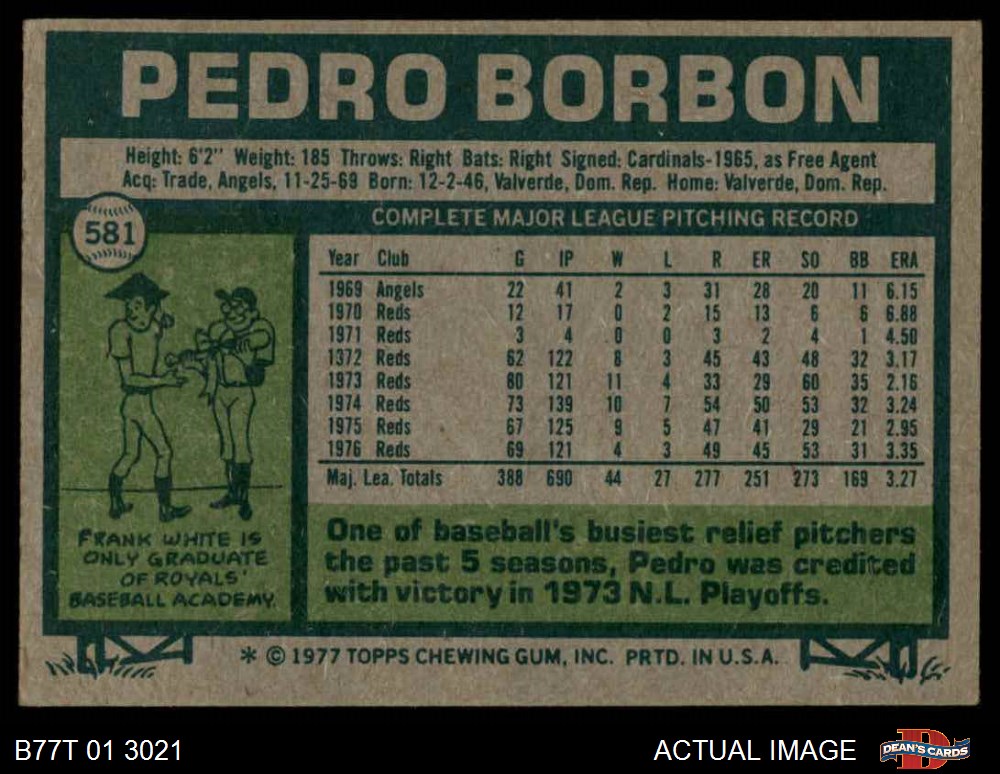 PEDRO BORBON
Height: 6'2" Weight: 185 Throws: Right Bats: Right Signed: Cardinals-1965, as Free Agent
Acq: Trade, Angels, 11-25-69 Born: 12-2-46, Valverde, Dom. Rep. Home: Valverde, Dom. Rep.
581
COMPLETE MAJOR LEAGUE PITCHING RECORD
Year Club G IP W L R ER SO BB ERA
1969 Angels 22 41 2 3 31 28 20 11 6.15
1970 Reds 12 17 0 2 15 13 6 6 6.88
1971 Reds 3 4 0 0 3 2 4 1 4.50
1372 Reds 62 122 8 3 45 43 48 32 3.17
1973 Reds 80 121 11 4 33 29 60 35 2.16
1974 Reds 73 139 10 7 54 50 53 32 3.24
1975 Reds 67 125 9 5 47 41 29 21 2.95
1976 Reds 69 121 4 3 49 45 53 31 3.35
Maj. Lea. Totals 388 690 44 27 277 251 273 169 3.27
FRANK WHITE IS
ONLY GRADUATE
OF ROYALS'
BASEBALL ACADEMY.
One of baseball's busiest relief pitchers
the past 5 seasons, Pedro was credited
with victory in 1973 N.L. Playoffs.
* © 1977 TOPPS CHEWING GUM, INC. PRTD. IN U.S.A.
B77T 01 3021
ACTUAL IMAGE
D
DEAN'S CARDS